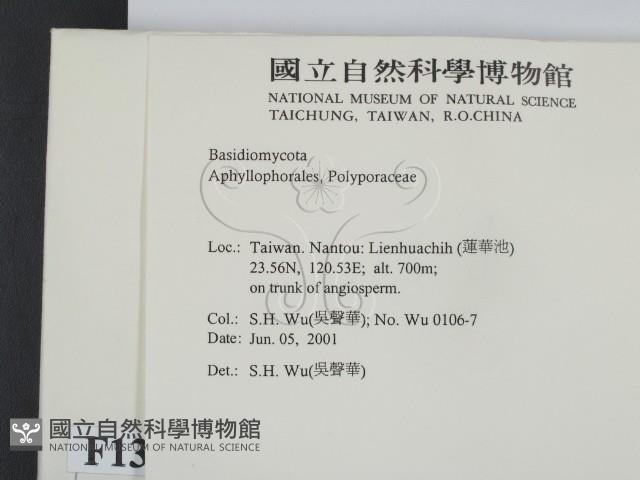 國立自然科學博物館
NATIONAL MUSEUM OF NATURAL SCIENCE
TAICHUNG, TAIWAN, R.O.CHINA
Basidiomycota
Aphyllophorales, Polyporaceae
Loc.: Taiwan. Nantou: Lienhuachih (蓮華池)
23.56N, 120.53E; alt. 700m;
on trunk of angiosperm.
Col.: S.H. Wu(吳聲華); No. Wu 0106-7
Date: Jun. 05, 2001
Det.: S.H. Wu(吳聲華)
國立自然科學博物館
NATIONAL MUSEUM OF NATURAL SCIENCE
F13